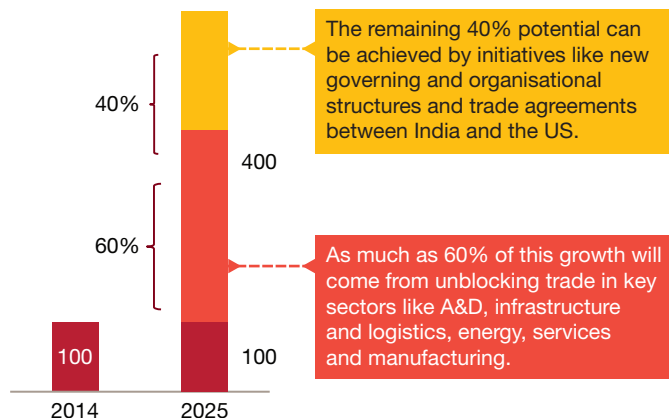 The remaining 40% potential can
be achieved by initiatives like new
governing and organisational
structures and trade agreements
between India and the US.
40%
400
60%
As much as 60% of this growth will
come from unblocking trade in key
sectors like A&D, infrastructure
and logistics, energy, services
and manufacturing.
100
100
2014
2025